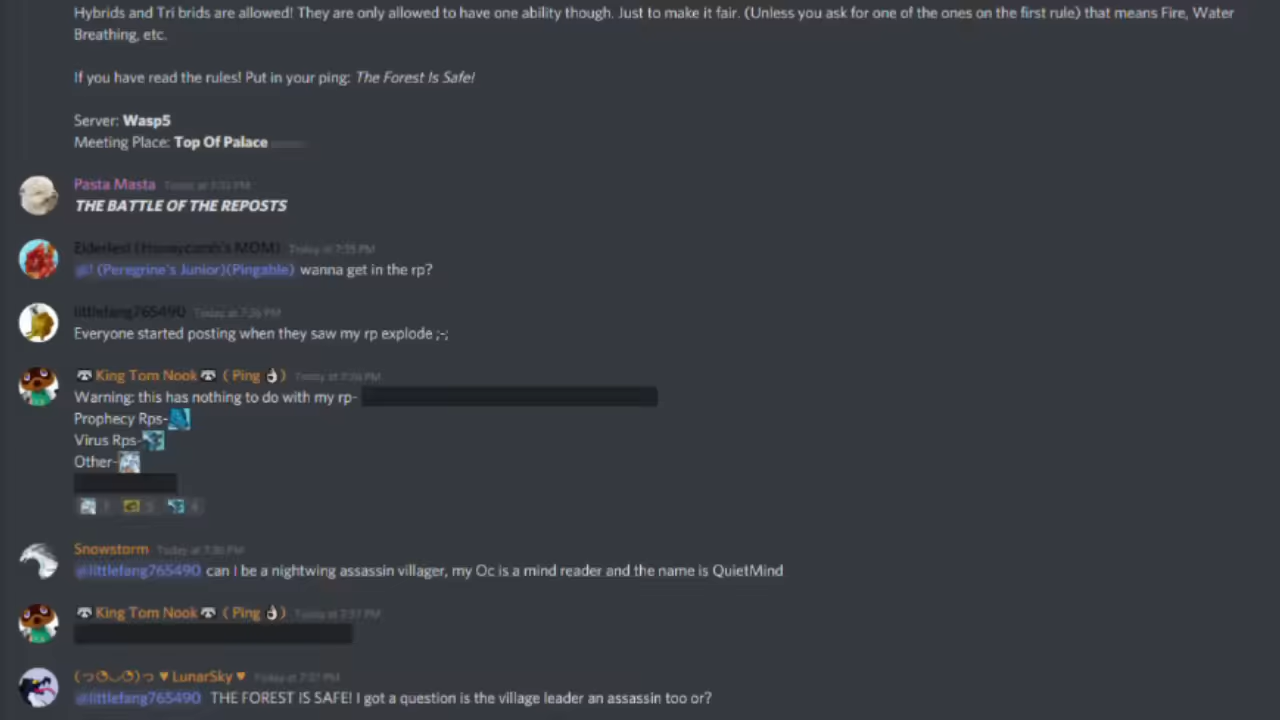 Hybrids and Tri brids are allowed! They are only allowed to have one ability though. Just to make it fair. (Unless you ask for one of the ones on the first rule) that means Fire, Water
Breathing, etc.
If you have read the rules! Put in your ping: The Forest Is Safe!
Server: Wasp5
Meeting Place: Top Of Palace
Pasta Masta Today at
THE BATTLE OF THE REPOSTS
(Honeycomb's MOM) Today at 7:35 PM
(Peregrine's Junior)(Pingable) wanna get in the rp?
littlefang765490 Today at 7:36 PM
Everyone started posting when they saw my rp explode ;-;
King Tom Nook ( Ping 👌) Today at 7:36 PM
Warning: this has nothing to do with my rp-
Prophecy Rps-
Virus Rps-
Other-
Snowstorm Today at 7:36 PM
@littlefang765490 can I be a nightwing assassin villager, my Oc is a mind reader and the name is QuietMind
King Tom Nook ( Ping 👌) Today at 7:37 PM
(っ◔◡◔)っ ♥ LunarSky ♥ Today at 7:37 PM
@littlefang765490 THE FOREST IS SAFE! I got a question is the village leader an assassin too or?